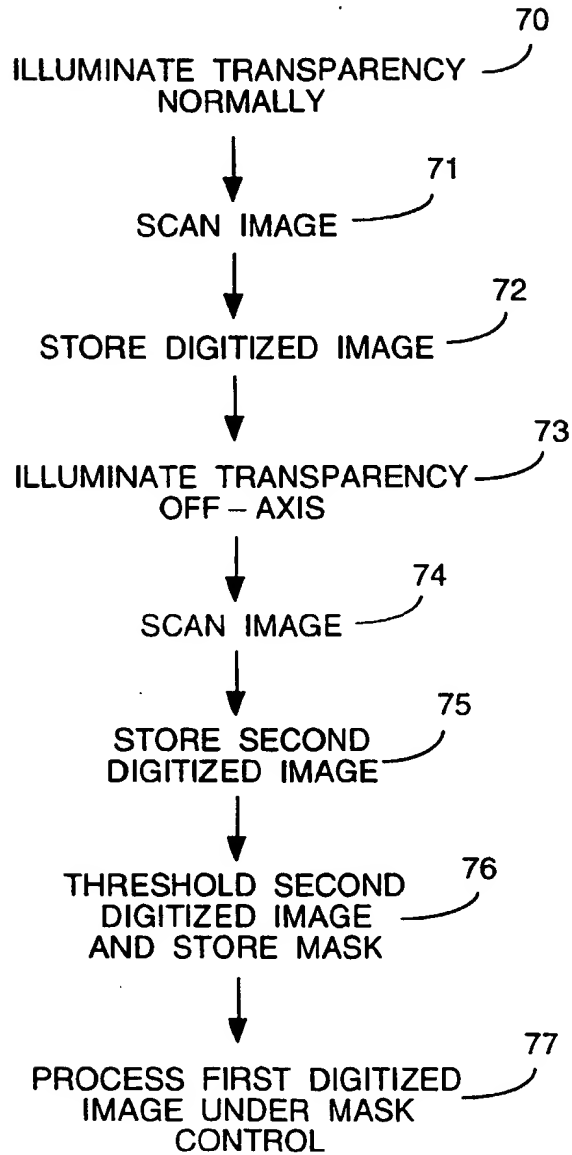 70
ILLUMINATE TRANSPARENCY
NORMALLY
71
SCAN IMAGE
72
STORE DIGITIZED IMAGE
73
ILLUMINATE TRANSPARENCY
OFF – AXIS
74
SCAN IMAGE
75
STORE SECOND
DIGITIZED IMAGE
76
THRESHOLD SECOND
DIGITIZED IMAGE
AND STORE MASK
77
PROCESS FIRST DIGITIZED
IMAGE UNDER MASK
CONTROL